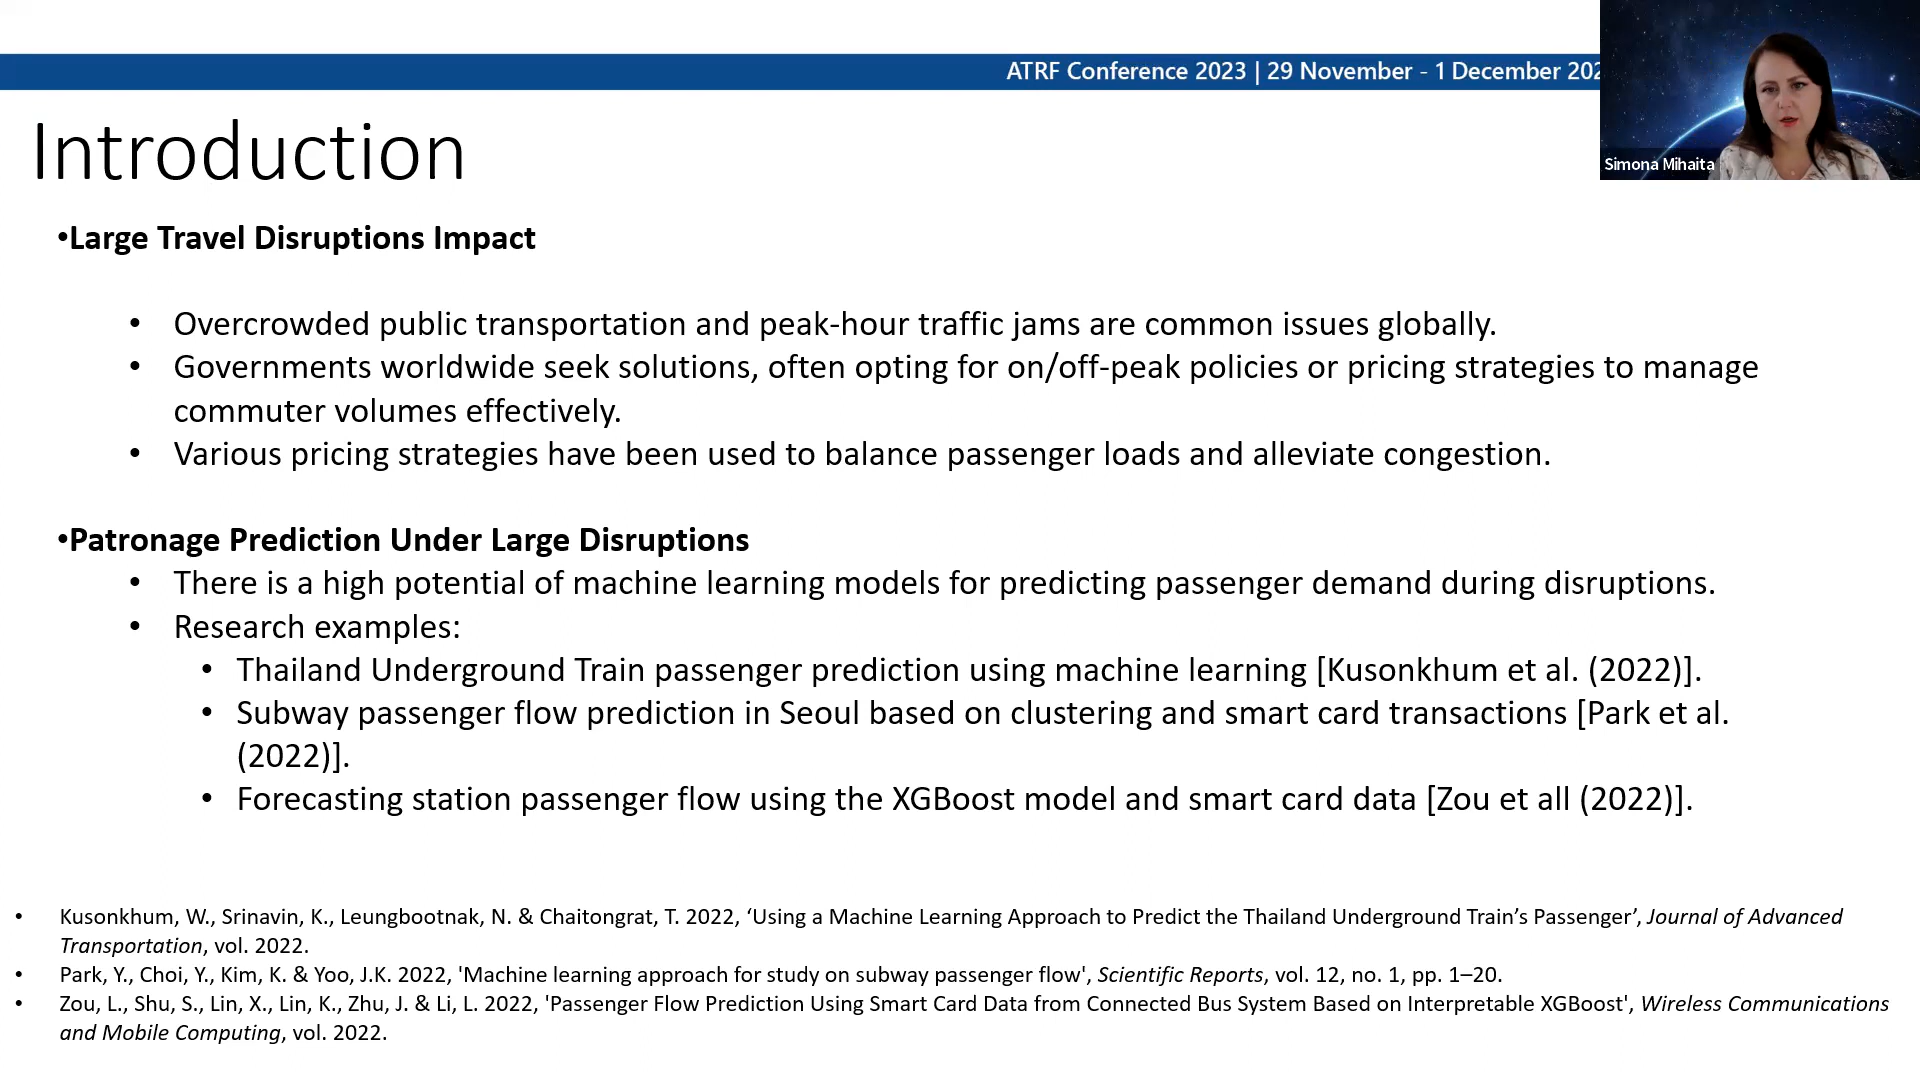 ATRF Conference 2023 | 29 November - 1 December 202
Simona Mihaita
Introduction
•Large Travel Disruptions Impact
• Overcrowded public transportation and peak-hour traffic jams are common issues globally.
• Governments worldwide seek solutions, often opting for on/off-peak policies or pricing strategies to manage
commuter volumes effectively.
• Various pricing strategies have been used to balance passenger loads and alleviate congestion.
•Patronage Prediction Under Large Disruptions
• There is a high potential of machine learning models for predicting passenger demand during disruptions.
• Research examples:
• Thailand Underground Train passenger prediction using machine learning [Kusonkhum et al. (2022)].
• Subway passenger flow prediction in Seoul based on clustering and smart card transactions [Park et al.
(2022)].
• Forecasting station passenger flow using the XGBoost model and smart card data [Zou et all (2022)].
• Kusonkhum, W., Srinavin, K., Leungbootnak, N. & Chaitongrat, T. 2022, ‘Using a Machine Learning Approach to Predict the Thailand Underground Train’s Passenger’, Journal of Advanced
Transportation, vol. 2022.
• Park, Y., Choi, Y., Kim, K. & Yoo, J.K. 2022, 'Machine learning approach for study on subway passenger flow', Scientific Reports, vol. 12, no. 1, pp. 1–20.
• Zou, L., Shu, S., Lin, X., Lin, K., Zhu, J. & Li, L. 2022, 'Passenger Flow Prediction Using Smart Card Data from Connected Bus System Based on Interpretable XGBoost', Wireless Communications
and Mobile Computing, vol. 2022.